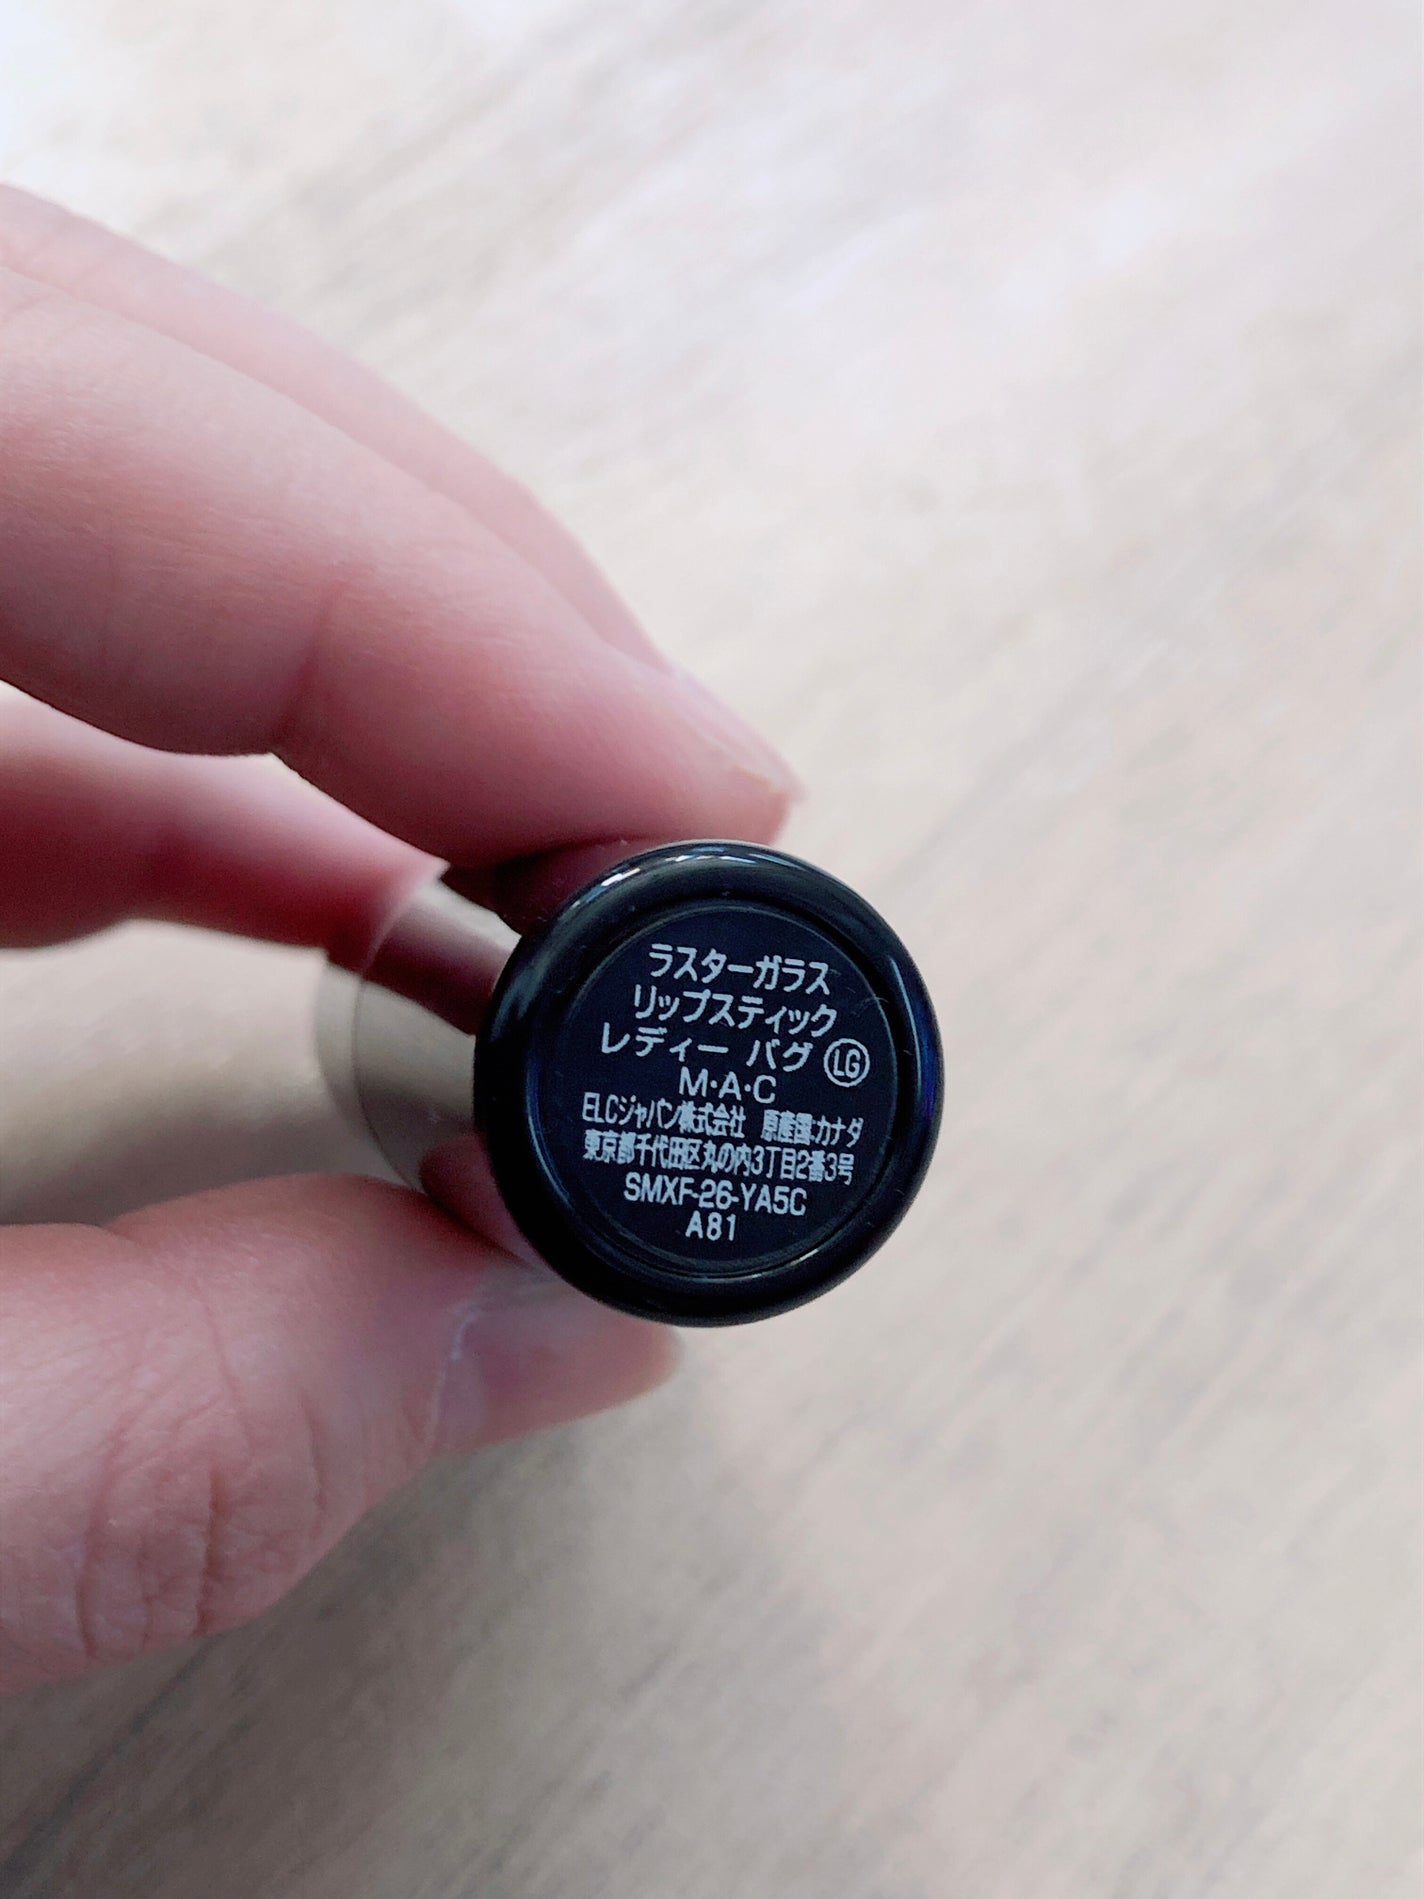 ラスターガラス
リップスティック
レディー バグ LG
M・A・C
ELCジャパン株式会社 原産国:カナダ
東京都千代田区丸の内3丁目2番3号
SMXF-26-YA5C
A81